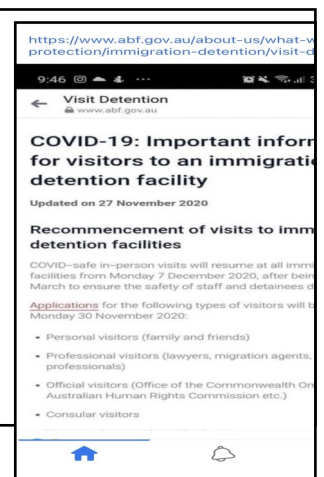 https://www.abf.gov.au/about-us/what-w
protection/immigration-detention/visit-d
9:46
Visit Detention
www.abf.gov.au
COVID-19: Important inform
for visitors to an immigrati
detention facility
Updated on 27 November 2020
Recommencement of visits to imm
detention facilities
COVID–safe in–person visits will resume at all immi
facilities from Monday 7 December 2020, after bein
March to ensure the safety of staff and detainees d
Applications for the following types of visitors will b
Monday 30 November 2020:
• Personal visitors (family and friends)
• Professional visitors (lawyers, migration agents,
professionals)
• Official visitors (Office of the Commonwealth Om
Australian Human Rights Commission etc.)
• Consular visitors